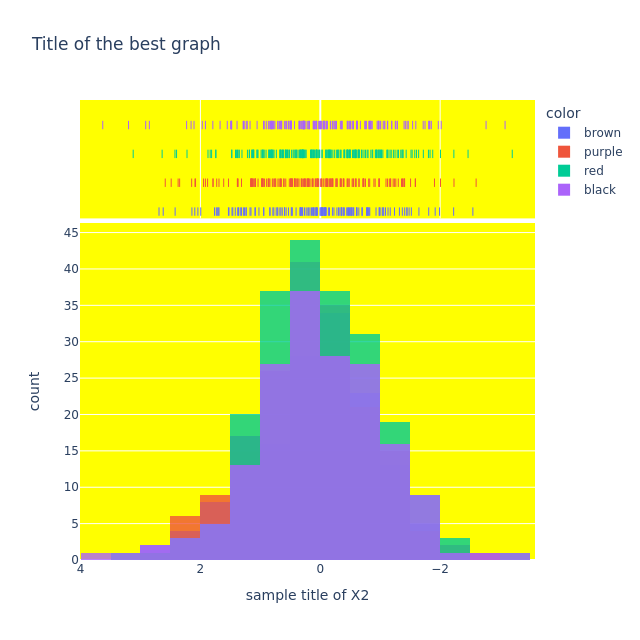 Title of the best graph
color
brown
purple
red
black
45
40
35
30
25
20
15
10
5
0
count
4
2
0
−2
sample title of X2